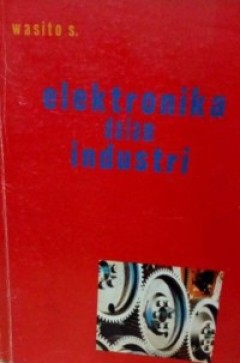 wasito s.
elektronika
dalam
industri